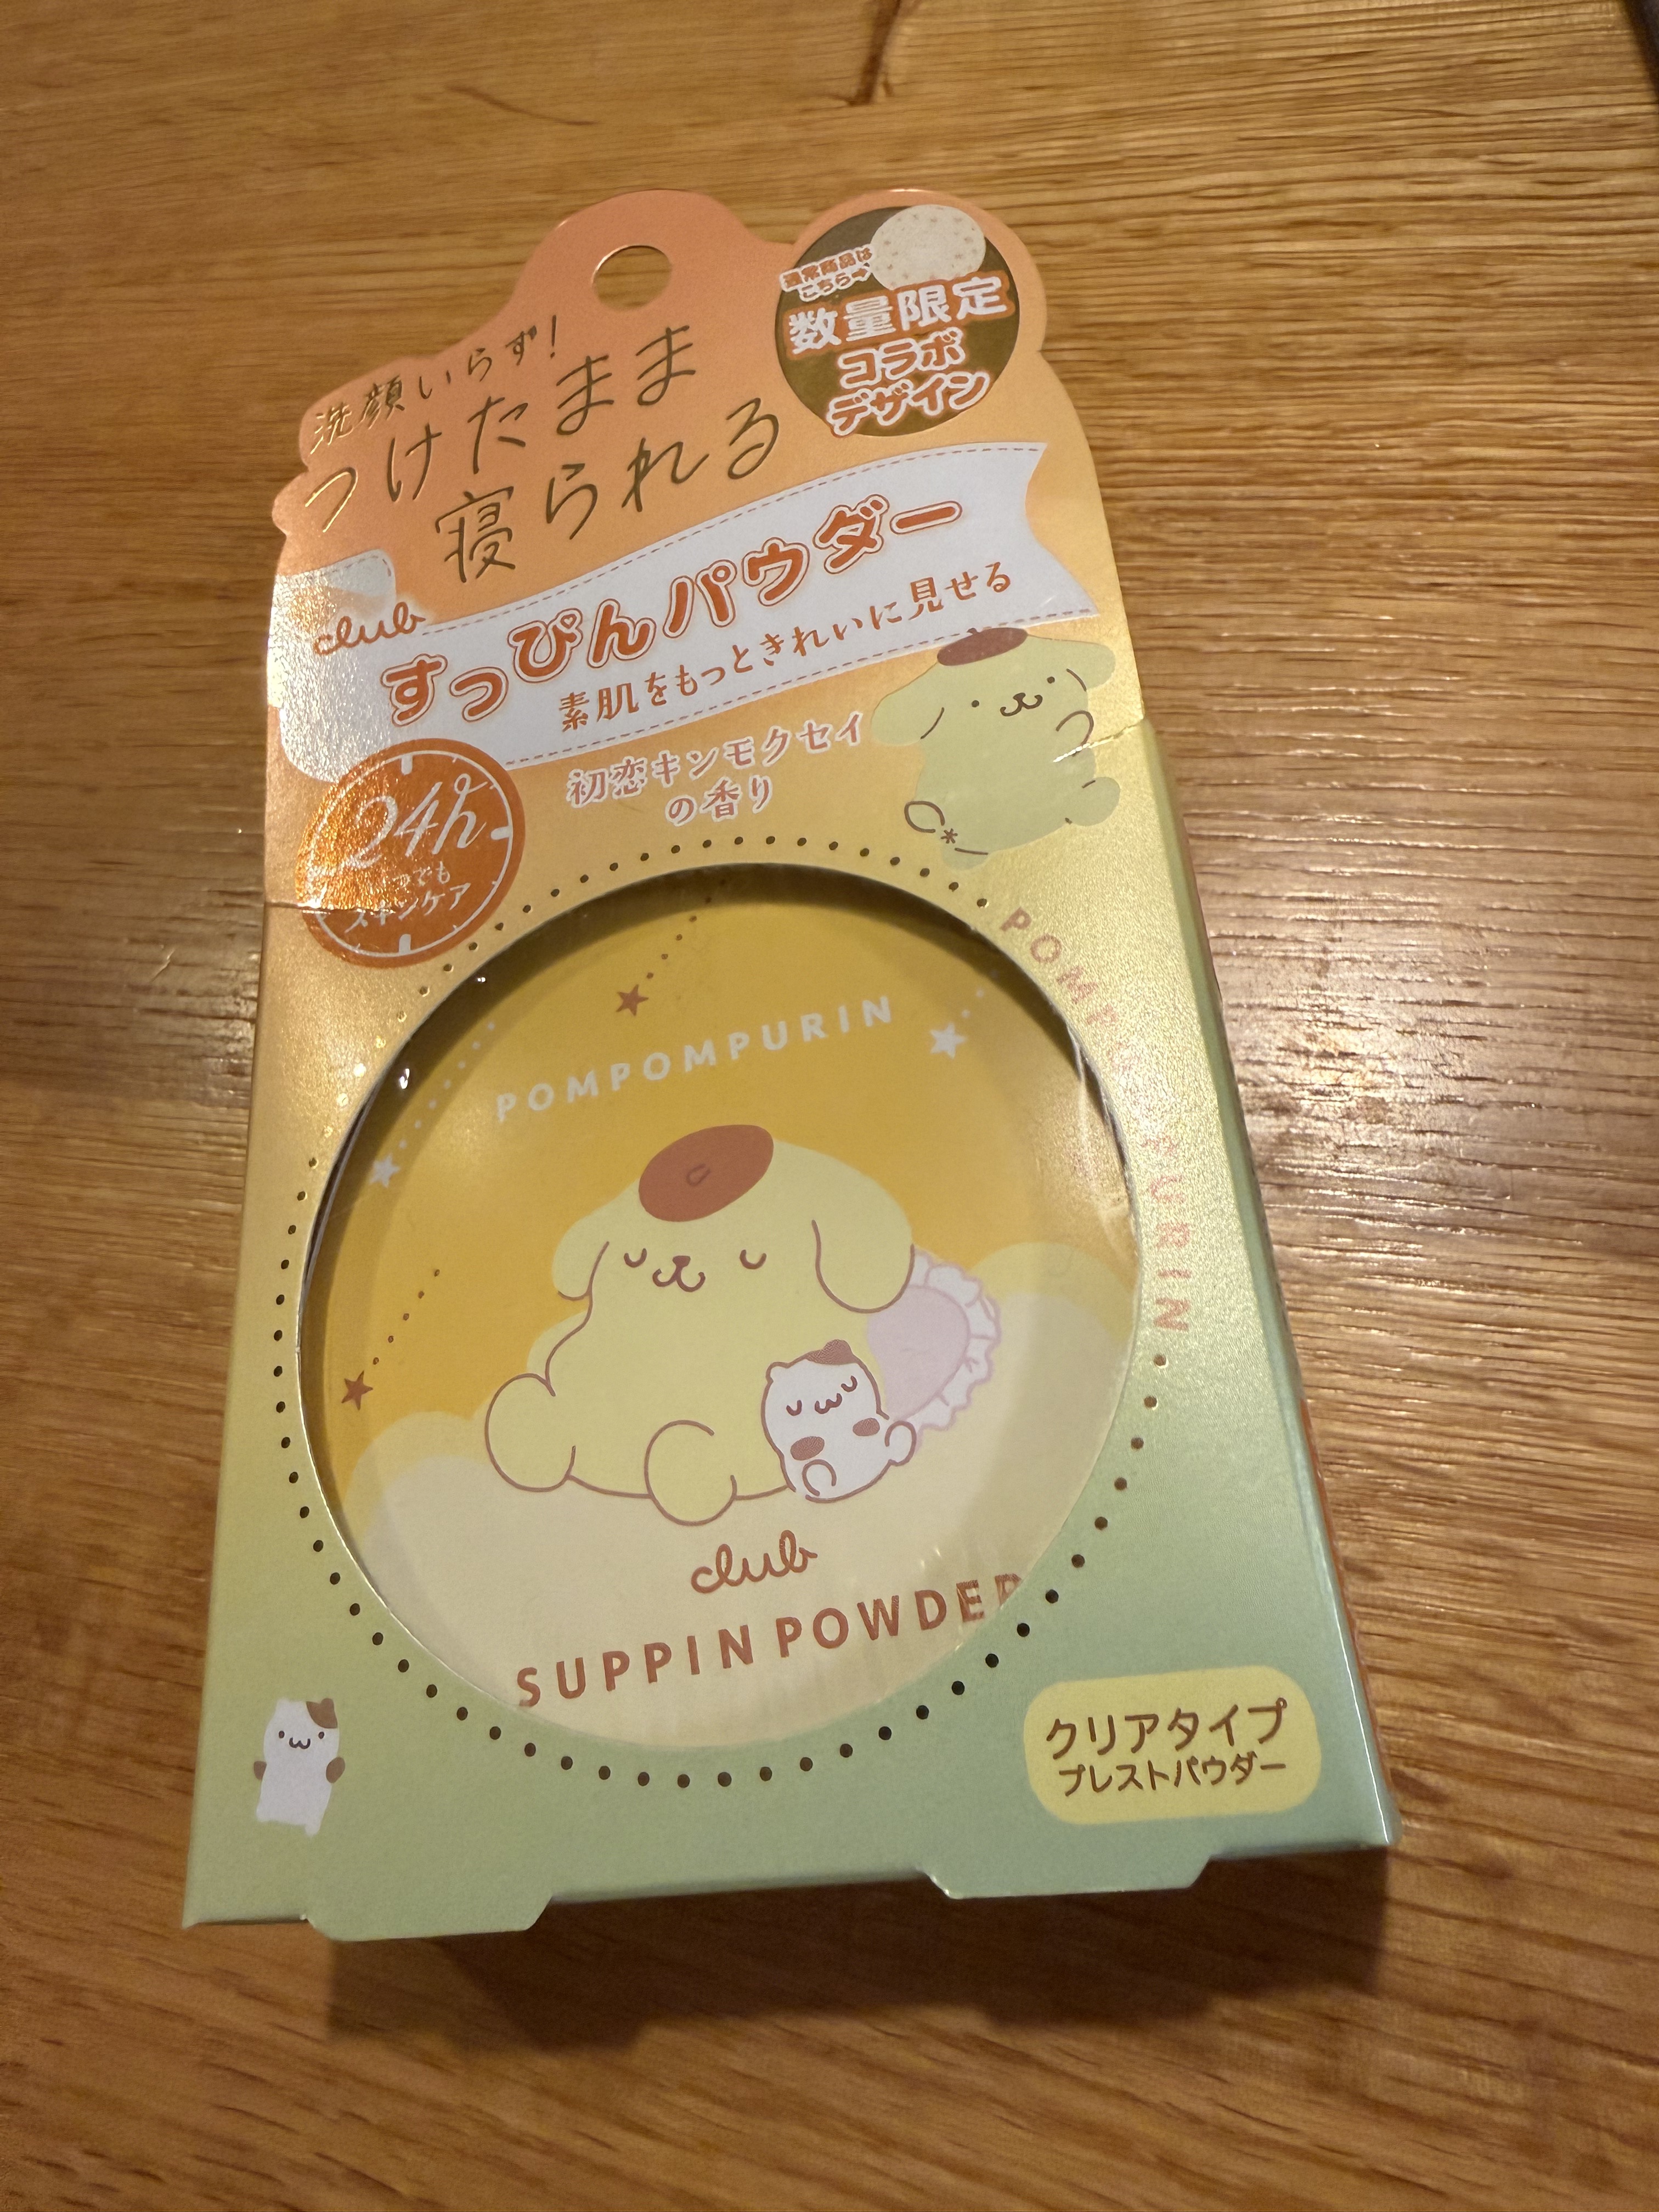 通常商品は
こちら→
数量限定
コラボ
デザイン
洗顔いらず!
つけたまま
寝られる
club
すっぴんパウダー
素肌をもっときれいに見せる
初恋キンモクセイ
の香り
24h
いつでも
スキンケア
POMPOMPURIN
POMPOMPURIN
club
SUPPIN POWDER
クリアタイプ
プレストパウダー